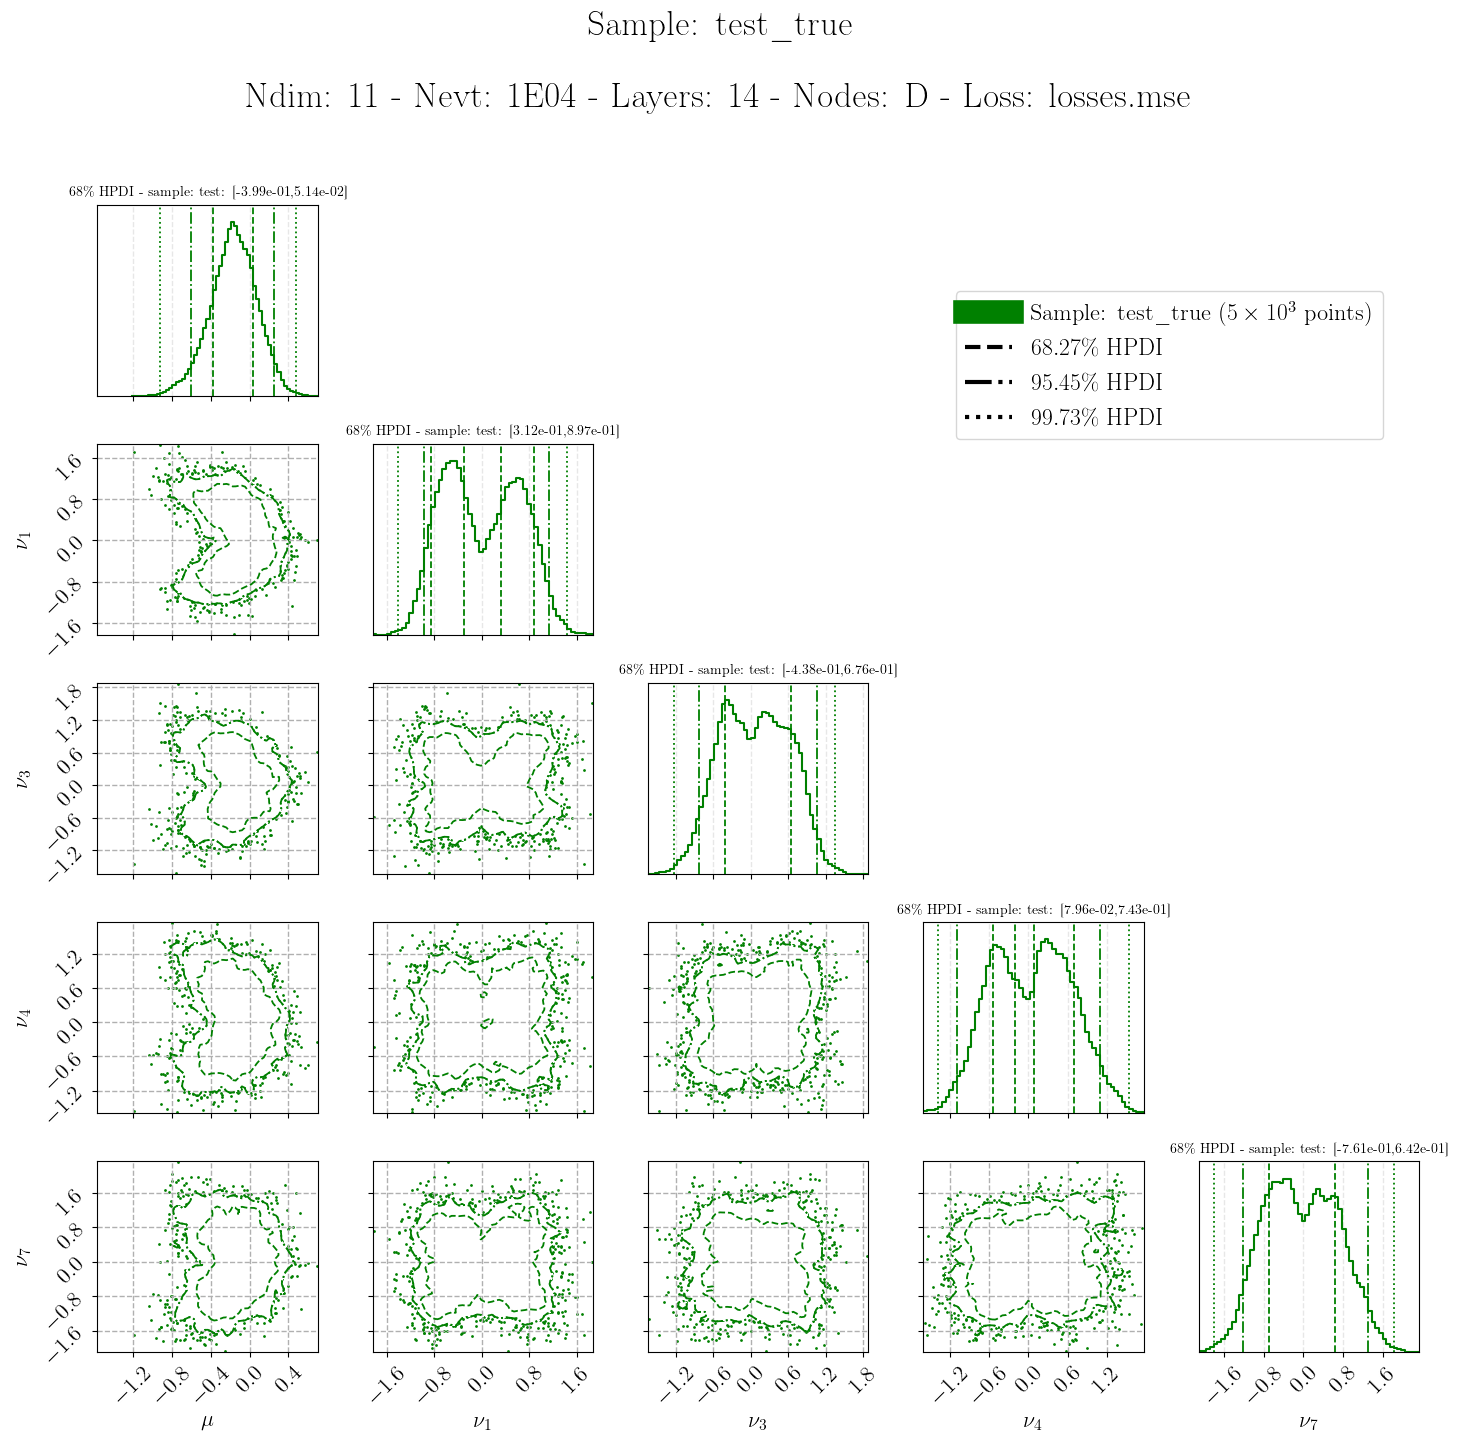 Sample: test_true
Ndim: 11 - Nevt: 1E04 - Layers: 14 - Nodes: D - Loss: losses.mse
68% HPDI - sample: test: [-3.99e-01,5.14e-02]
Sample: test_true (5 × 10³ points)
68.27% HPDI
95.45% HPDI
99.73% HPDI
68% HPDI - sample: test: [3.12e-01,8.97e-01]
1.6
0.8
0.0
−0.8
−1.6
ν₁
68% HPDI - sample: test: [-4.38e-01,6.76e-01]
1.8
1.2
0.6
0.0
−0.6
−1.2
ν₃
68% HPDI - sample: test: [7.96e-02,7.43e-01]
1.2
0.6
0.0
−0.6
−1.2
ν₄
68% HPDI - sample: test: [-7.61e-01,6.42e-01]
1.6
0.8
0.0
−0.8
−1.6
ν₇
−1.2 −0.8 −0.4 0.0 0.4
−1.6 −0.8 0.0 0.8 1.6
−1.2 −0.6 0.0 0.6 1.2 1.8
−1.2 −0.6 0.0 0.6 1.2
−1.6 −0.8 0.0 0.8 1.6
μ ν₁ ν₃ ν₄ ν₇